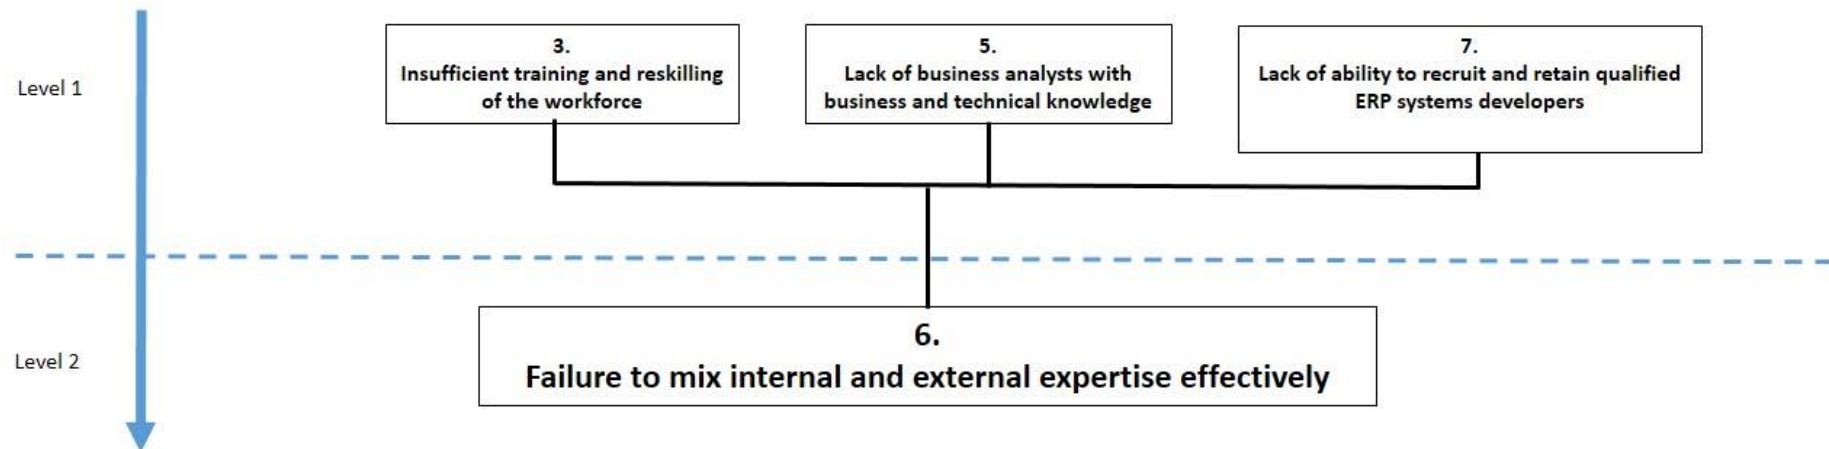 Level 1
3.
Insufficient training and reskilling
of the workforce
5.
Lack of business analysts with
business and technical knowledge
7.
Lack of ability to recruit and retain qualified
ERP systems developers
Level 2
6.
Failure to mix internal and external expertise effectively